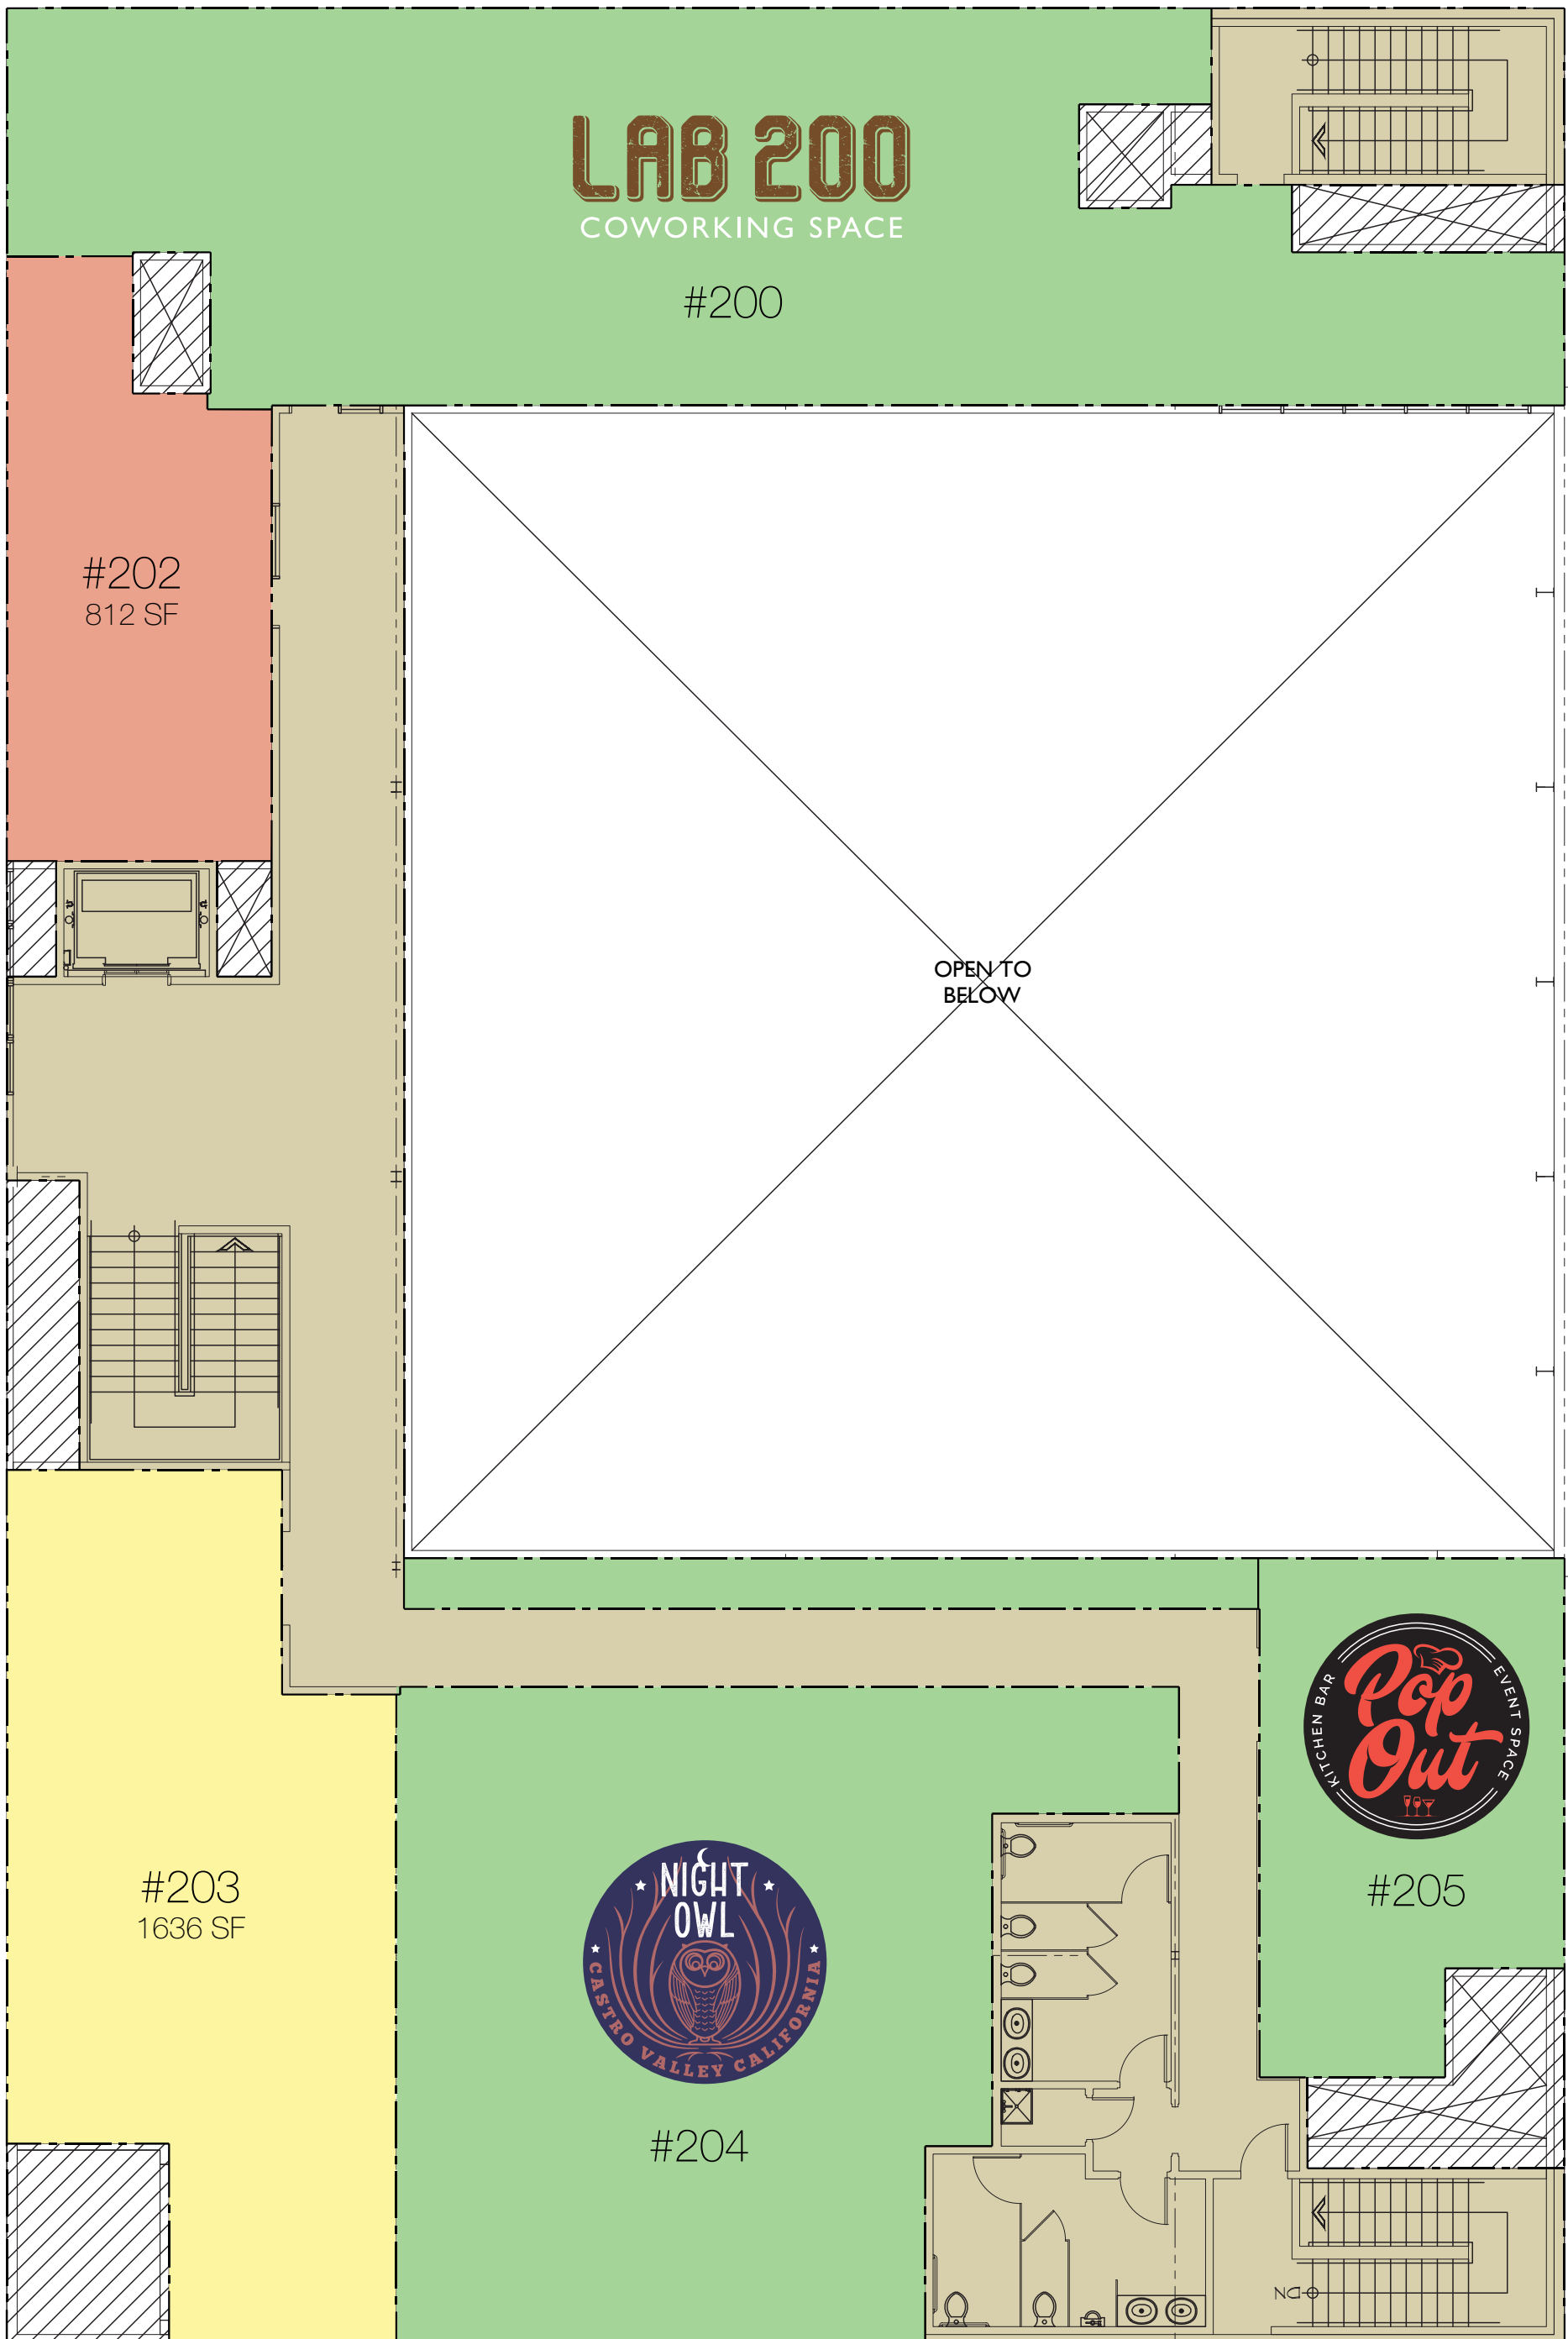 LAB 200
COWORKING SPACE
#200
#202
812 SF
OPEN TO
BELOW
KITCHEN BAR
Pop
Out
EVENT SPACE
#205
#203
1636 SF
NIGHT
OWL
CASTRO VALLEY CALIFORNIA
#204
DN